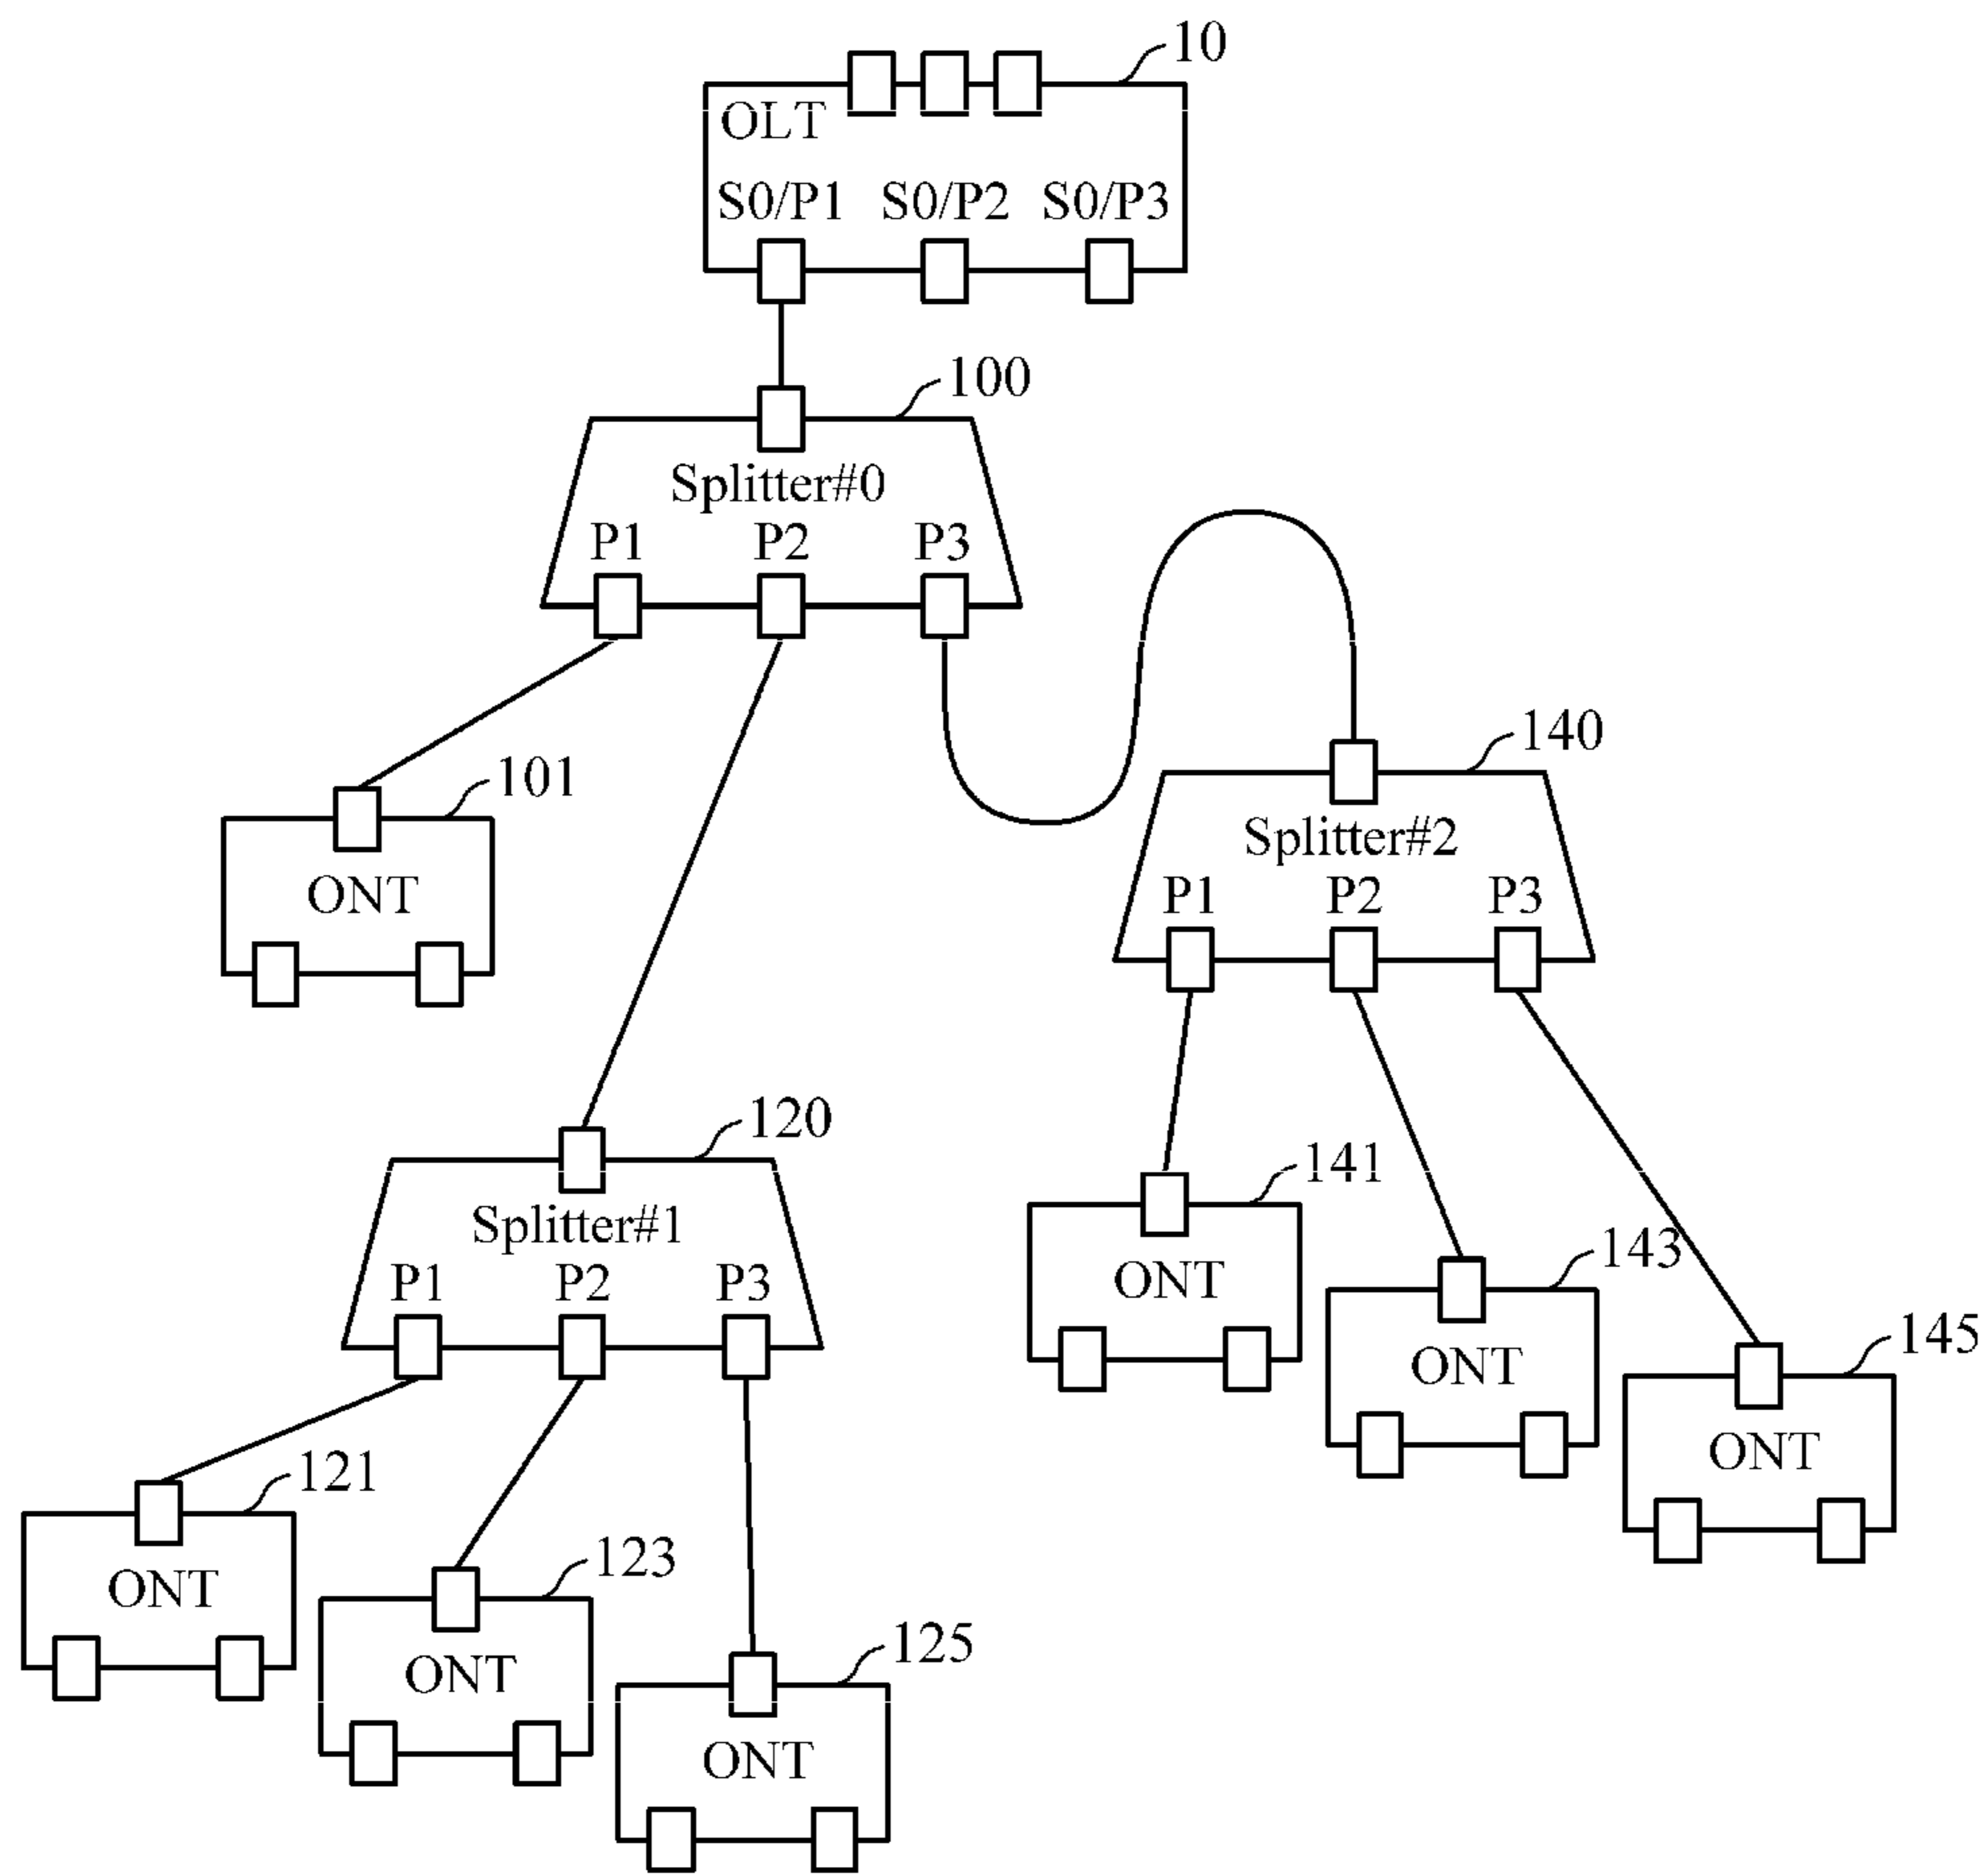 10
OLT
S0/P1 S0/P2 S0/P3
100
Splitter#0
P1 P2 P3
140
101
Splitter#2
ONT
P1 P2 P3
120
141
Splitter#1
143
ONT
P1 P2 P3
145
ONT
ONT
121
123
ONT
125
ONT
ONT